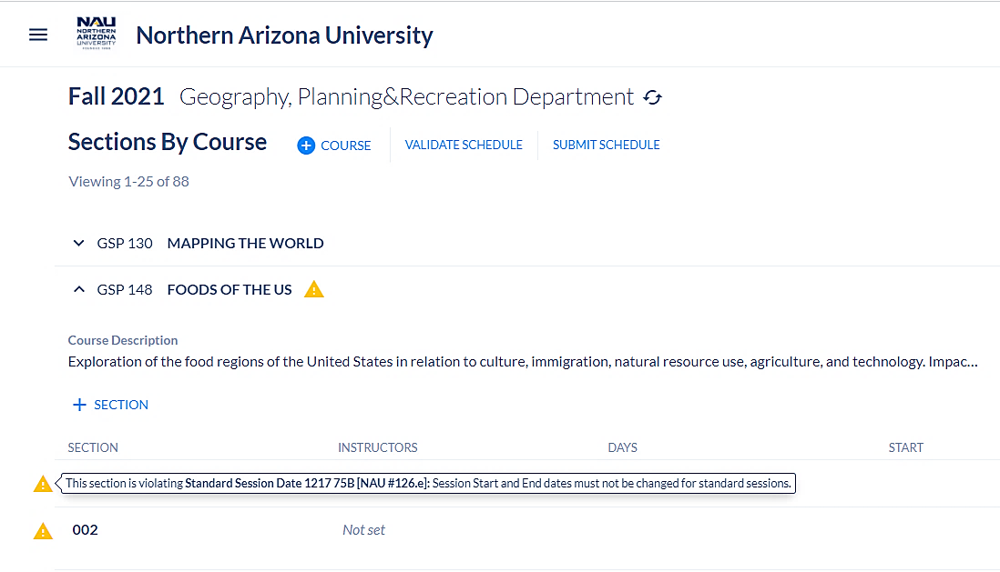 NAU
NORTHERN
ARIZONA
UNIVERSITY
Northern Arizona University
Fall 2021 Geography, Planning&Recreation Department
Sections By Course COURSE VALIDATE SCHEDULE SUBMIT SCHEDULE
Viewing 1-25 of 88
GSP 130 MAPPING THE WORLD
GSP 148 FOODS OF THE US
Course Description
Exploration of the food regions of the United States in relation to culture, immigration, natural resource use, agriculture, and technology. Impac...
+ SECTION
SECTION INSTRUCTORS DAYS START
This section is violating Standard Session Date 1217 75B [NAU #126.e]: Session Start and End dates must not be changed for standard sessions.
002 Not set